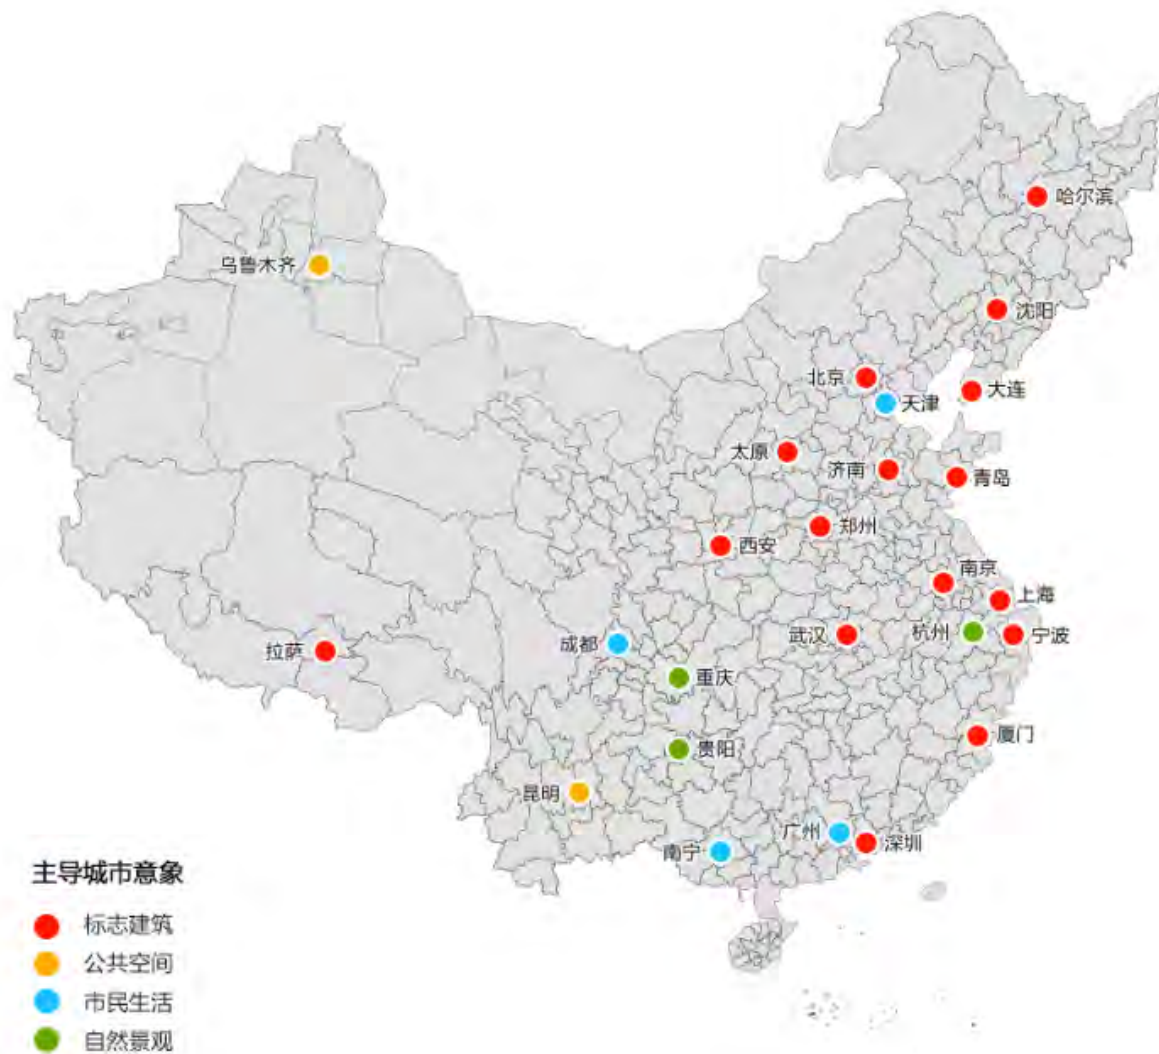 哈尔滨
乌鲁木齐
沈阳
北京
大连
天津
太原
济南
青岛
郑州
西安
南京
上海
武汉
杭州
宁波
成都
拉萨
重庆
厦门
贵阳
昆明
广州
深圳
南宁
主导城市意象
标志建筑
公共空间
市民生活
自然景观